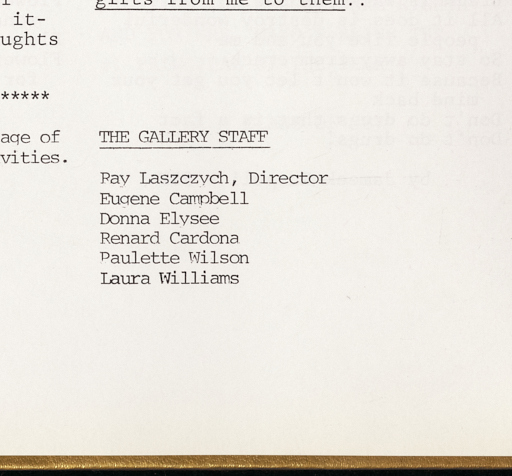 gifts from me to them..
it-
ughts
*****
age of
vities.
THE GALLERY STAFF
Ray Laszczych, Director
Eugene Campbell
Donna Elysee
Renard Cardona
Paulette Wilson
Laura Williams